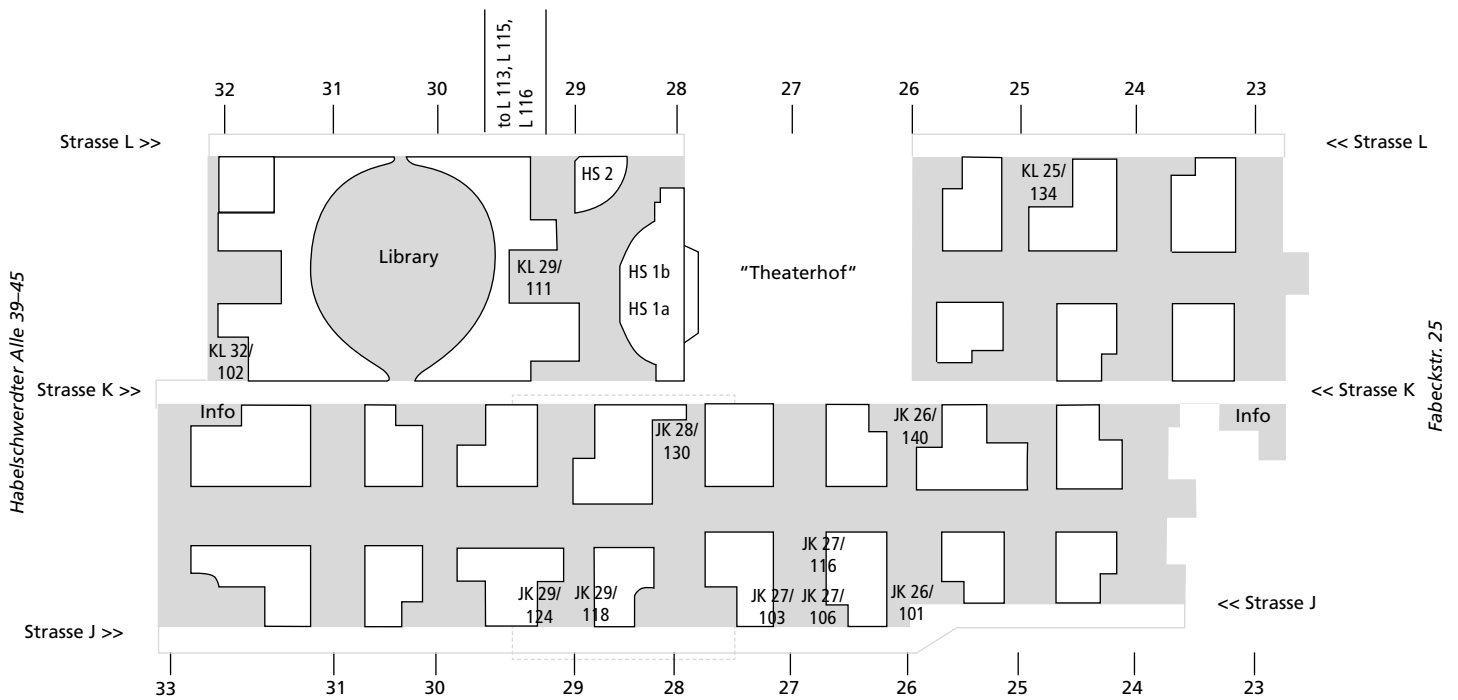 to L 113, L 115,
L 116
32 31 30 29 28 27 26 25 24 23
Strasse L >>
<< Strasse L
HS 2
KL 25/
134
Library
KL 29/
111
HS 1b
HS 1a
"Theaterhof"
Habelschwerdter Alle 39–45
Fabeckstr. 25
KL 32/
102
Strasse K >>
<< Strasse K
Info
JK 28/
130
JK 26/
140
Info
JK 27/
116
JK 29/
124
JK 29/
118
JK 27/
103
JK 27/
106
JK 26/
101
<< Strasse J
Strasse J >>
33 31 30 29 28 27 26 25 24 23